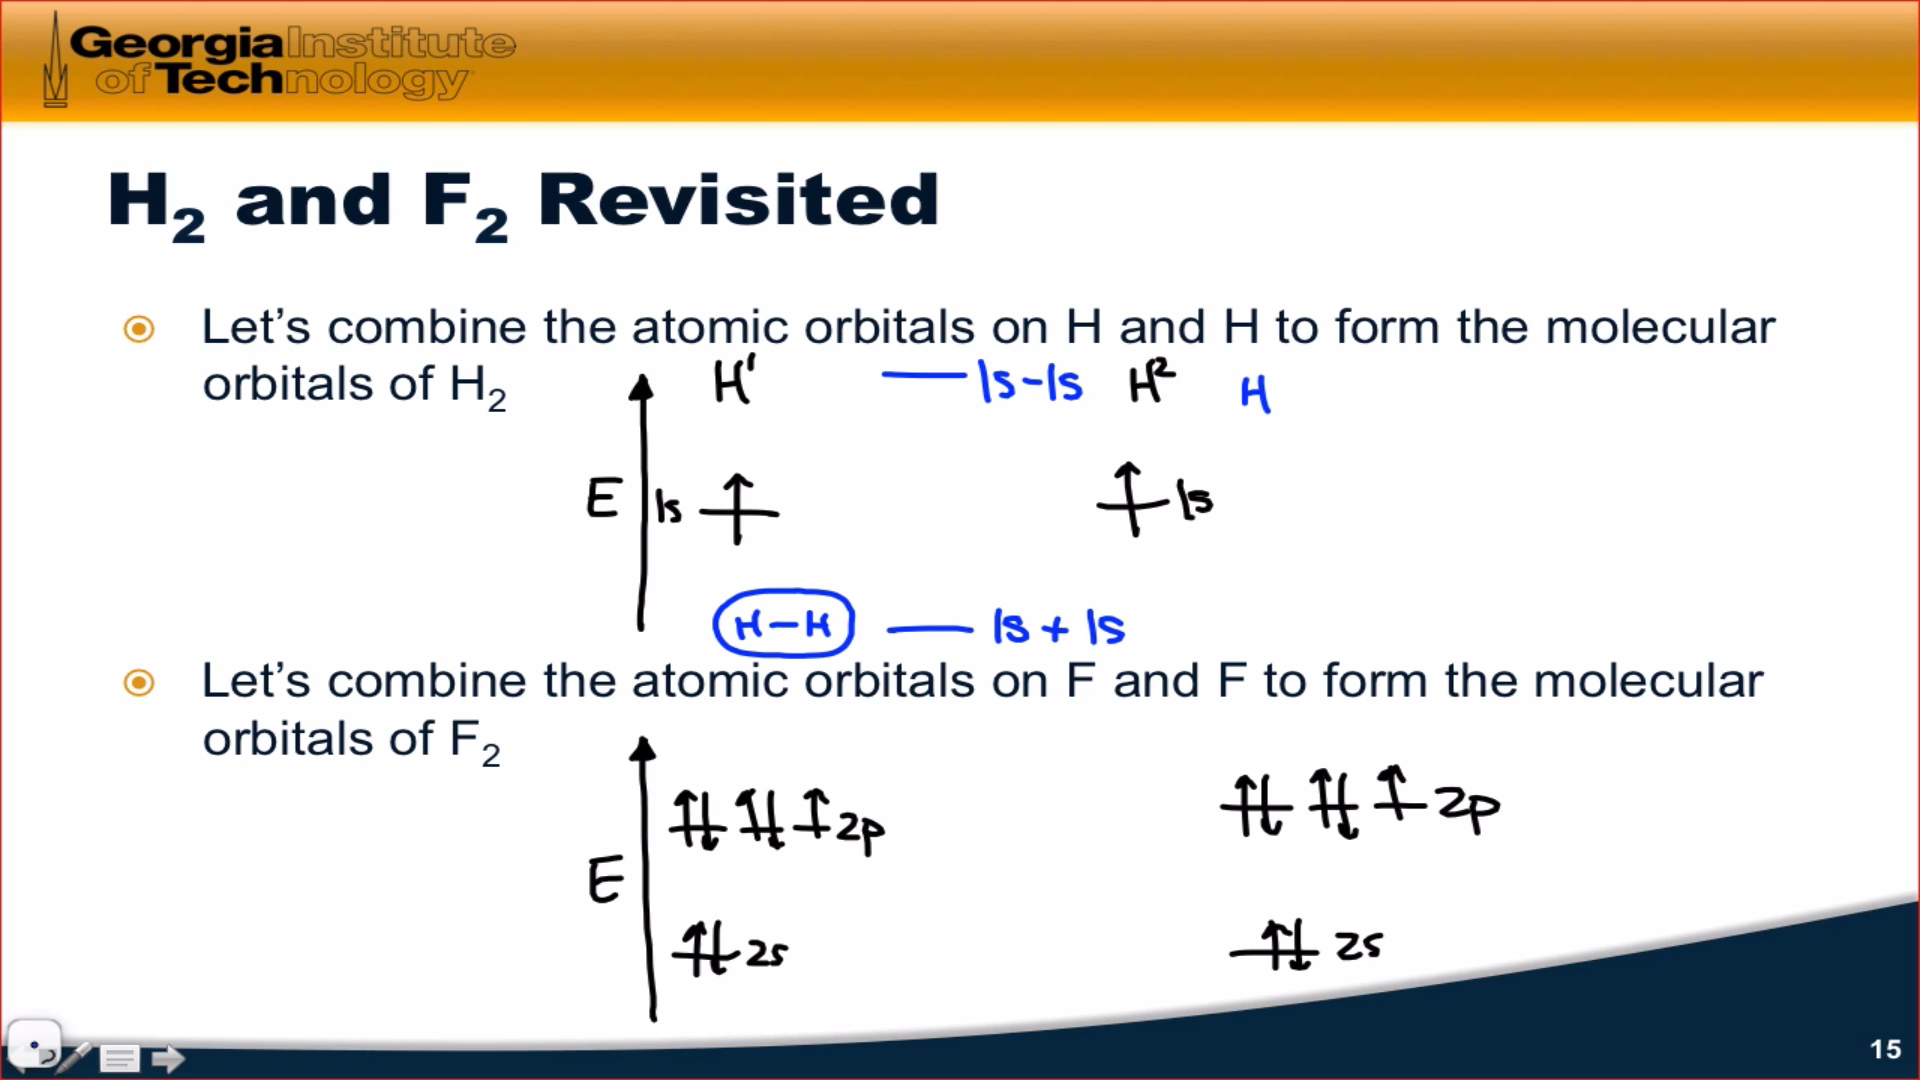 Georgia Institute
of Technology
H₂ and F₂ Revisited
Let's combine the atomic orbitals on H and H to form the molecular
orbitals of H₂
H¹ 1s-1s H² H
E 1s 1s
H-H 1s + 1s
Let's combine the atomic orbitals on F and F to form the molecular
orbitals of F₂
2p 2p
E
2s 2s
15